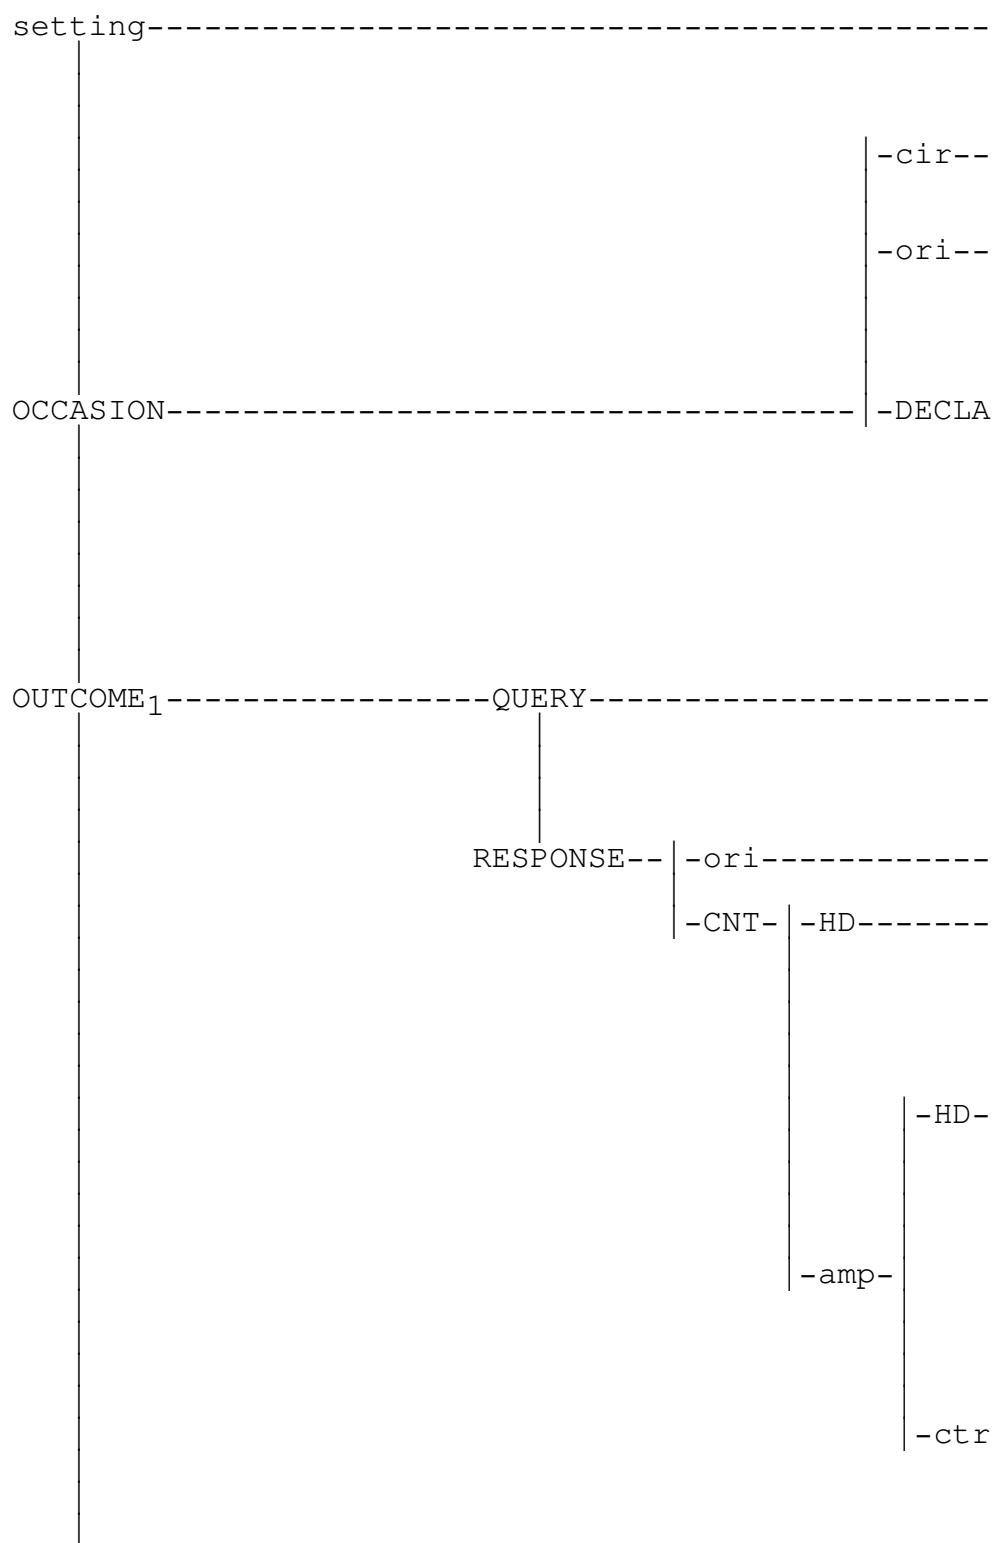 setting--------------------------------------------
-cir--
-ori--
OCCASION------------------------------------|-DECLA
OUTCOME1-----------------QUERY---------------------
RESPONSE--|-ori------------
-CNT-|-HD-------
-HD-
-amp-
-ctr